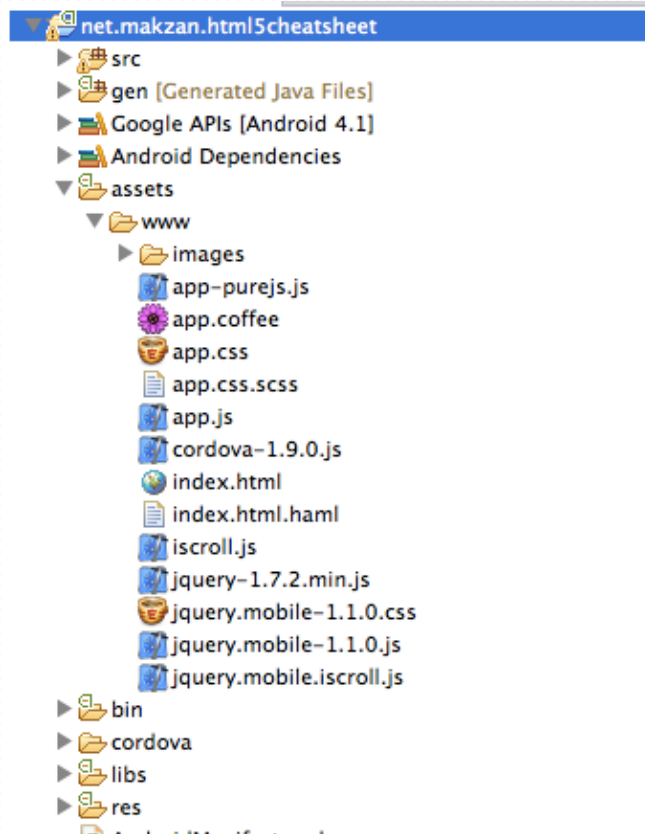 net.makzan.html5cheatsheet
src
gen [Generated Java Files]
Google APIs [Android 4.1]
Android Dependencies
assets
www
images
app-purejs.js
app.coffee
app.css
app.css.scss
app.js
cordova-1.9.0.js
index.html
index.html.haml
iscroll.js
jquery-1.7.2.min.js
jquery.mobile-1.1.0.css
jquery.mobile-1.1.0.js
jquery.mobile.iscroll.js
bin
cordova
libs
res